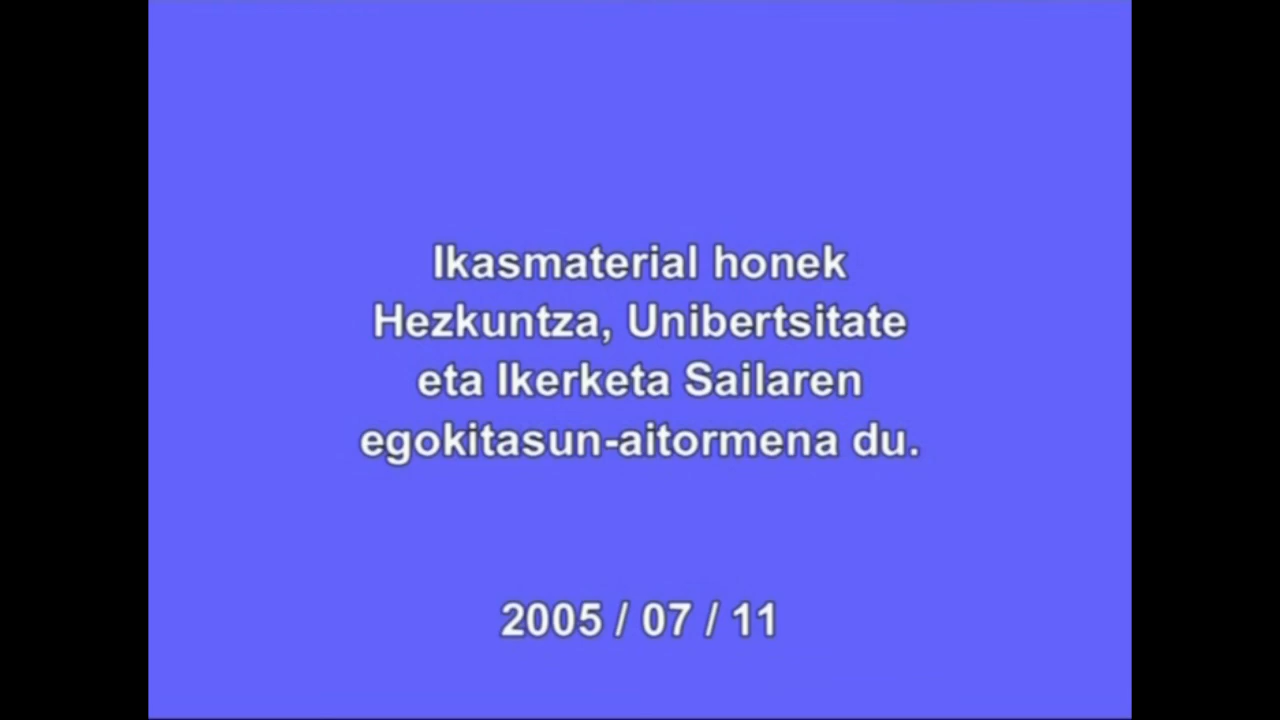 Ikasmaterial honek
Hezkuntza, Unibertsitate
eta Ikerketa Sailaren
egokitasun-aitormena du.
2005 / 07 / 11